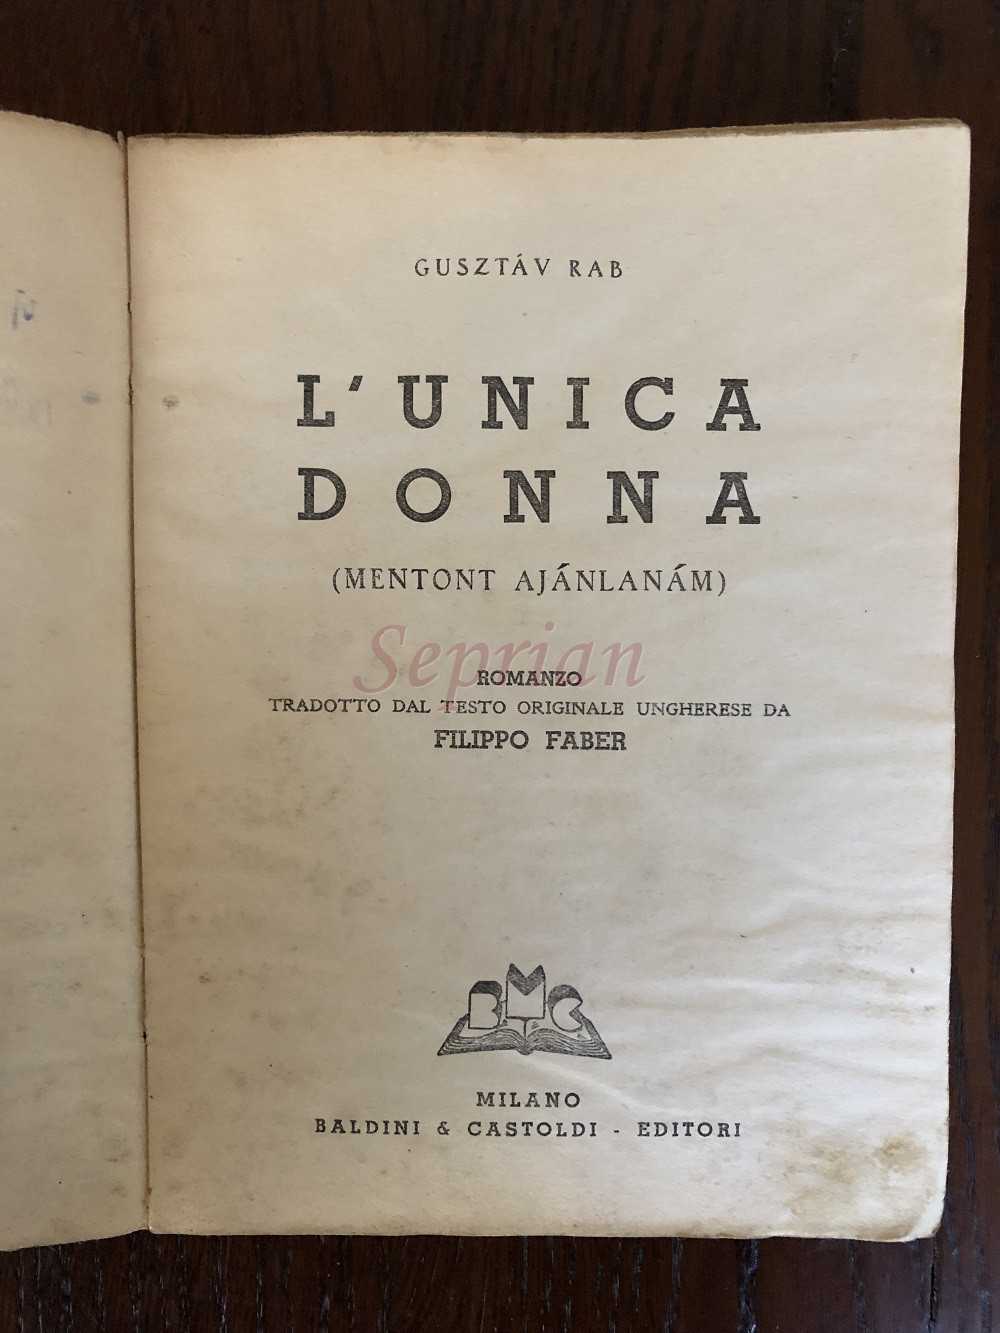 GUSZTÁV RAB
L'UNICA
DONNA
(MENTONT AJÁNLANÁM)
Seprian
ROMANZO
TRADOTTO DAL TESTO ORIGINALE UNGHERESE DA
FILIPPO FABER
BMC
MILANO
BALDINI & CASTOLDI - EDITORI